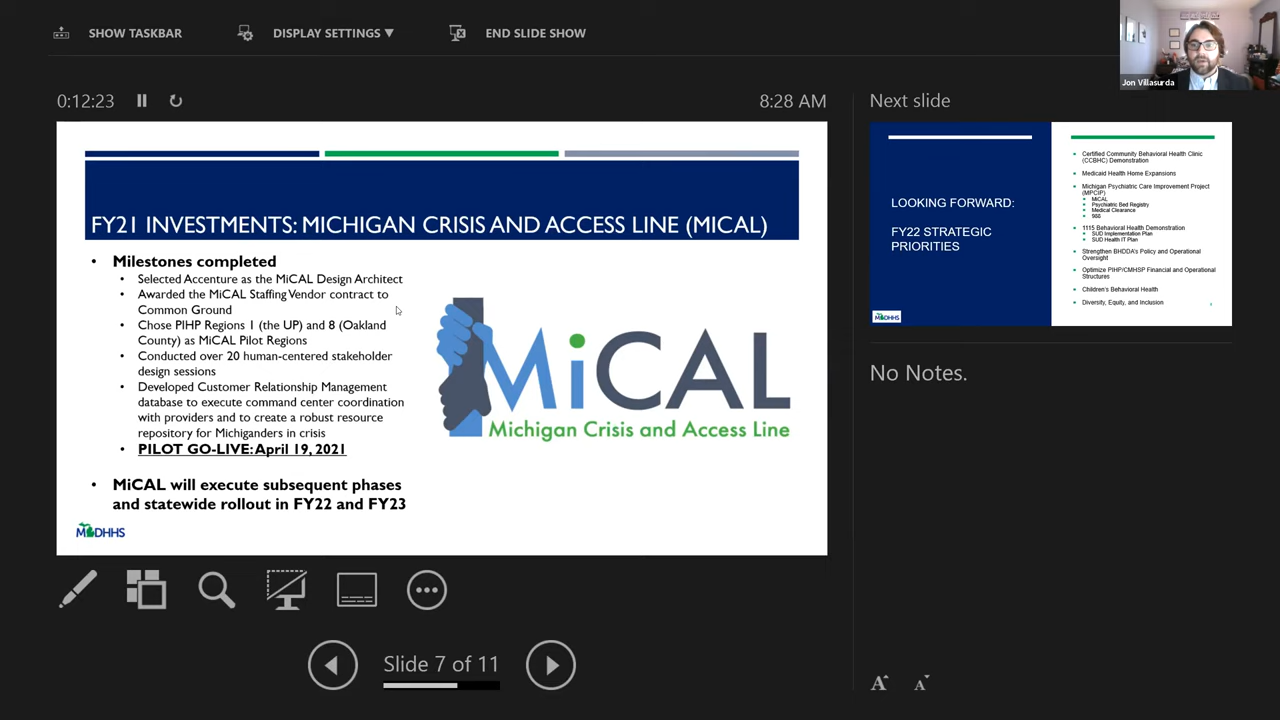 SHOW TASKBAR
DISPLAY SETTINGS ▼
END SLIDE SHOW
Jon Villasurda
0:12:23
8:28 AM
Next slide
FY21 INVESTMENTS: MICHIGAN CRISIS AND ACCESS LINE (MICAL)
• Milestones completed
• Selected Accenture as the MiCAL Design Architect
• Awarded the MiCAL Staffing Vendor contract to
Common Ground
• Chose PIHP Regions 1 (the UP) and 8 (Oakland
County) as MiCAL Pilot Regions
• Conducted over 20 human-centered stakeholder
design sessions
• Developed Customer Relationship Management
database to execute command center coordination
with providers and to create a robust resource
repository for Michiganders in crisis
• PILOT GO-LIVE: April 19, 2021
• MiCAL will execute subsequent phases
and statewide rollout in FY22 and FY23
MiCAL
Michigan Crisis and Access Line
MDHHS
LOOKING FORWARD:
FY22 STRATEGIC
PRIORITIES
Certified Community Behavioral Health Clinic
(CCBHC) Demonstration
Medicaid Health Home Expansions
Michigan Psychiatric Care Improvement Project
(MPCIP)
MiCAL
Psychiatric Bed Registry
Medical Clearance
988
1115 Behavioral Health Demonstration
SUD Implementation Plan
SUD Health IT Plan
Strengthen BHDDA's Policy and Operational
Oversight
Optimize PIHP/CMHSP Financial and Operational
Structures
Children's Behavioral Health
Diversity, Equity, and Inclusion
MDHHS
No Notes.
Slide 7 of 11
A A